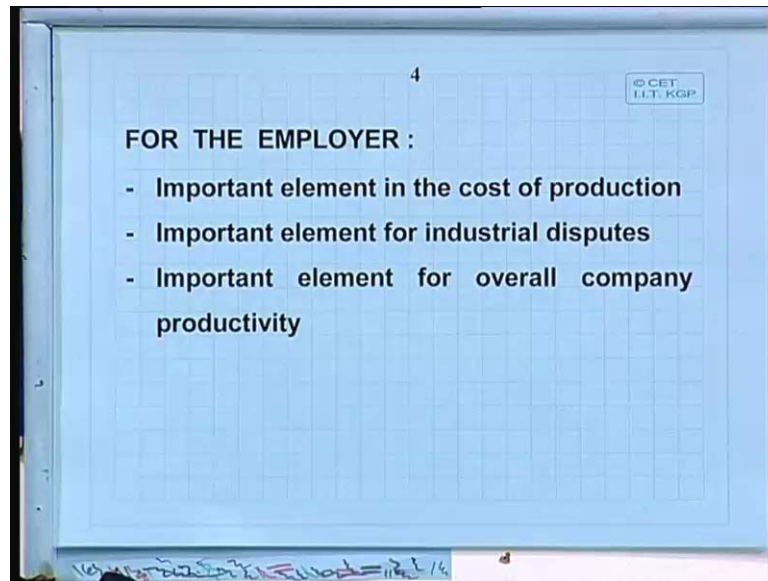 4
© CET
I.I.T. KGP
FOR THE EMPLOYER :
- Important element in the cost of production
- Important element for industrial disputes
- Important element for overall company
productivity